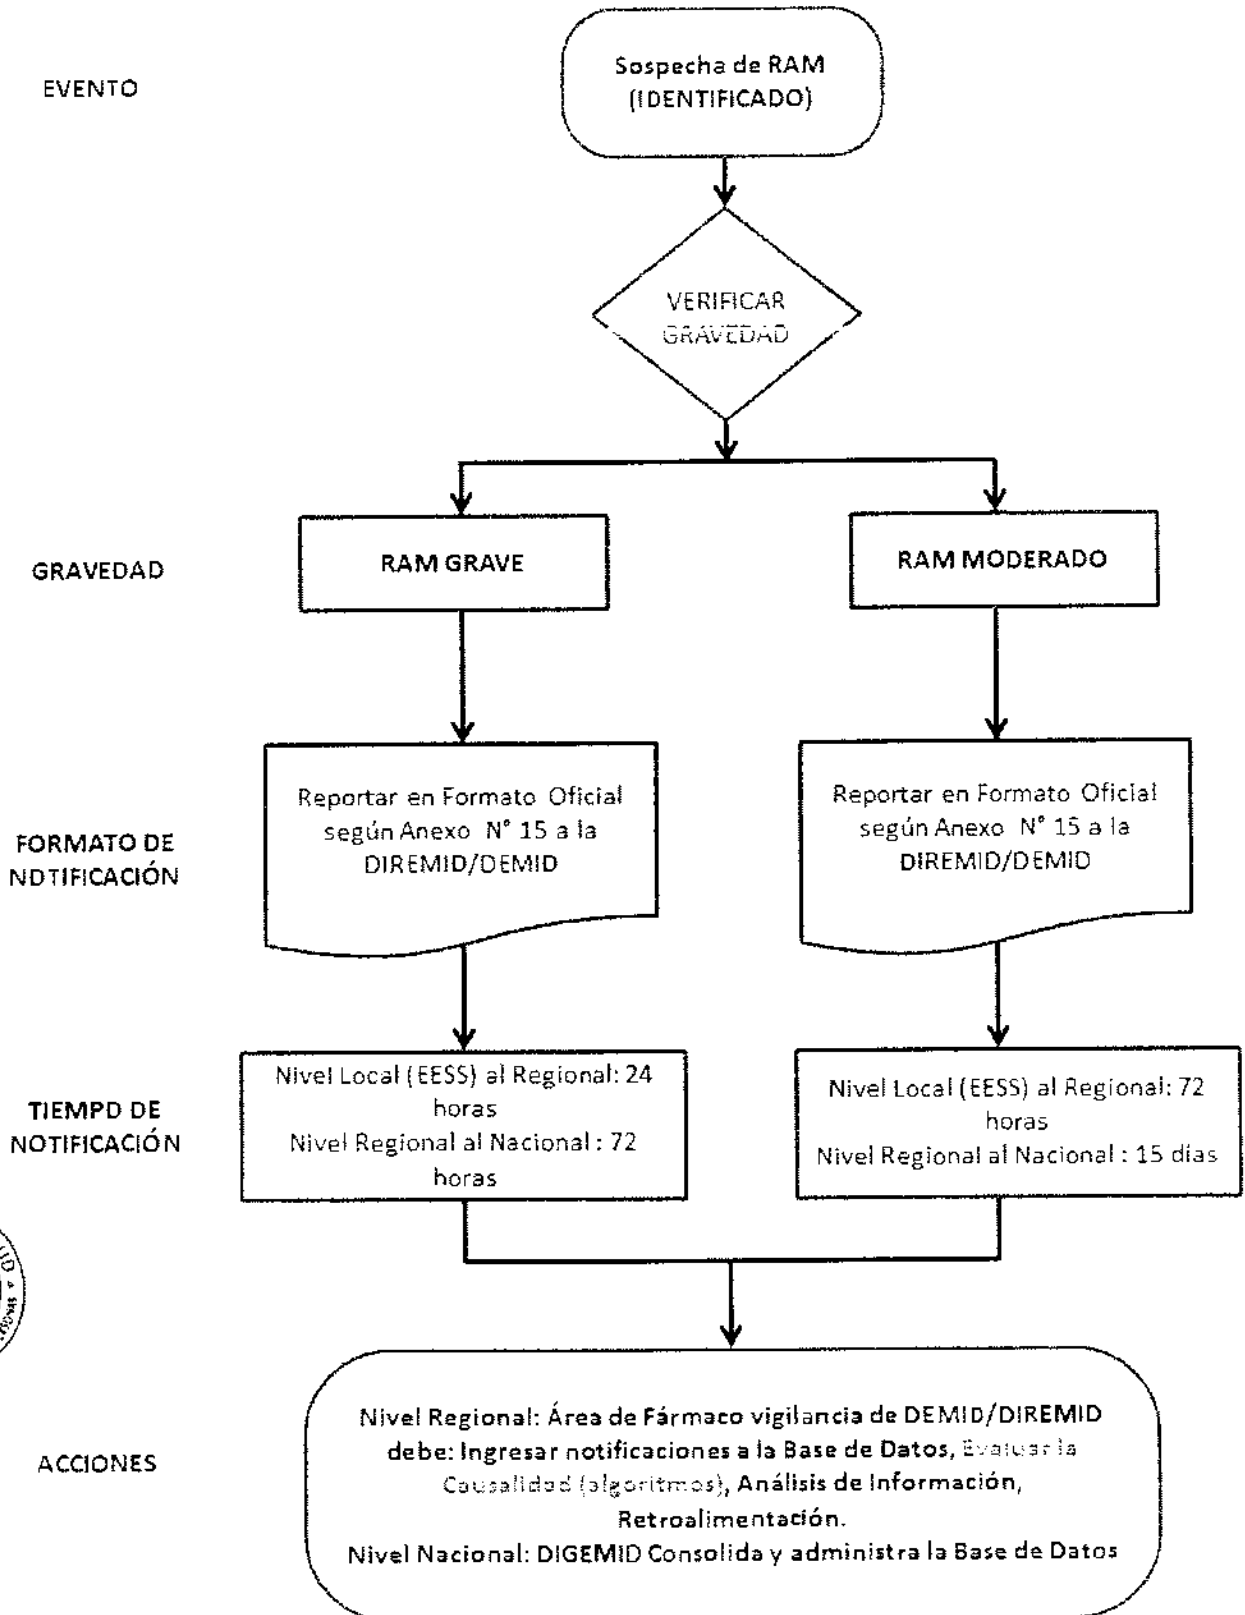 EVENTO
Sospecha de RAM
(IDENTIFICADO)
VERIFICAR
GRAVEDAD
GRAVEDAD
RAM GRAVE
RAM MODERADO
FORMATO DE
NDTIFICACIÓN
Reportar en Formato Oficial
según Anexo N° 15 a la
DIREMID/DEMID
Reportar en Formato Oficial
según Anexo N° 15 a la
DIREMID/DEMID
TIEMPD DE
NOTIFICACIÓN
Nivel Local (EESS) al Regional: 24
horas
Nivel Regional al Nacional : 72
horas
Nivel Local (EESS) al Regional: 72
horas
Nivel Regional al Nacional : 15 días
ACCIONES
Nivel Regional: Área de Fármaco vigilancia de DEMID/DIREMID
debe: Ingresar notificaciones a la Base de Datos, Evaluar la
Causalidad (algoritmos), Análisis de Información,
Retroalimentación.
Nivel Nacional: DIGEMID Consolida y administra la Base de Datos